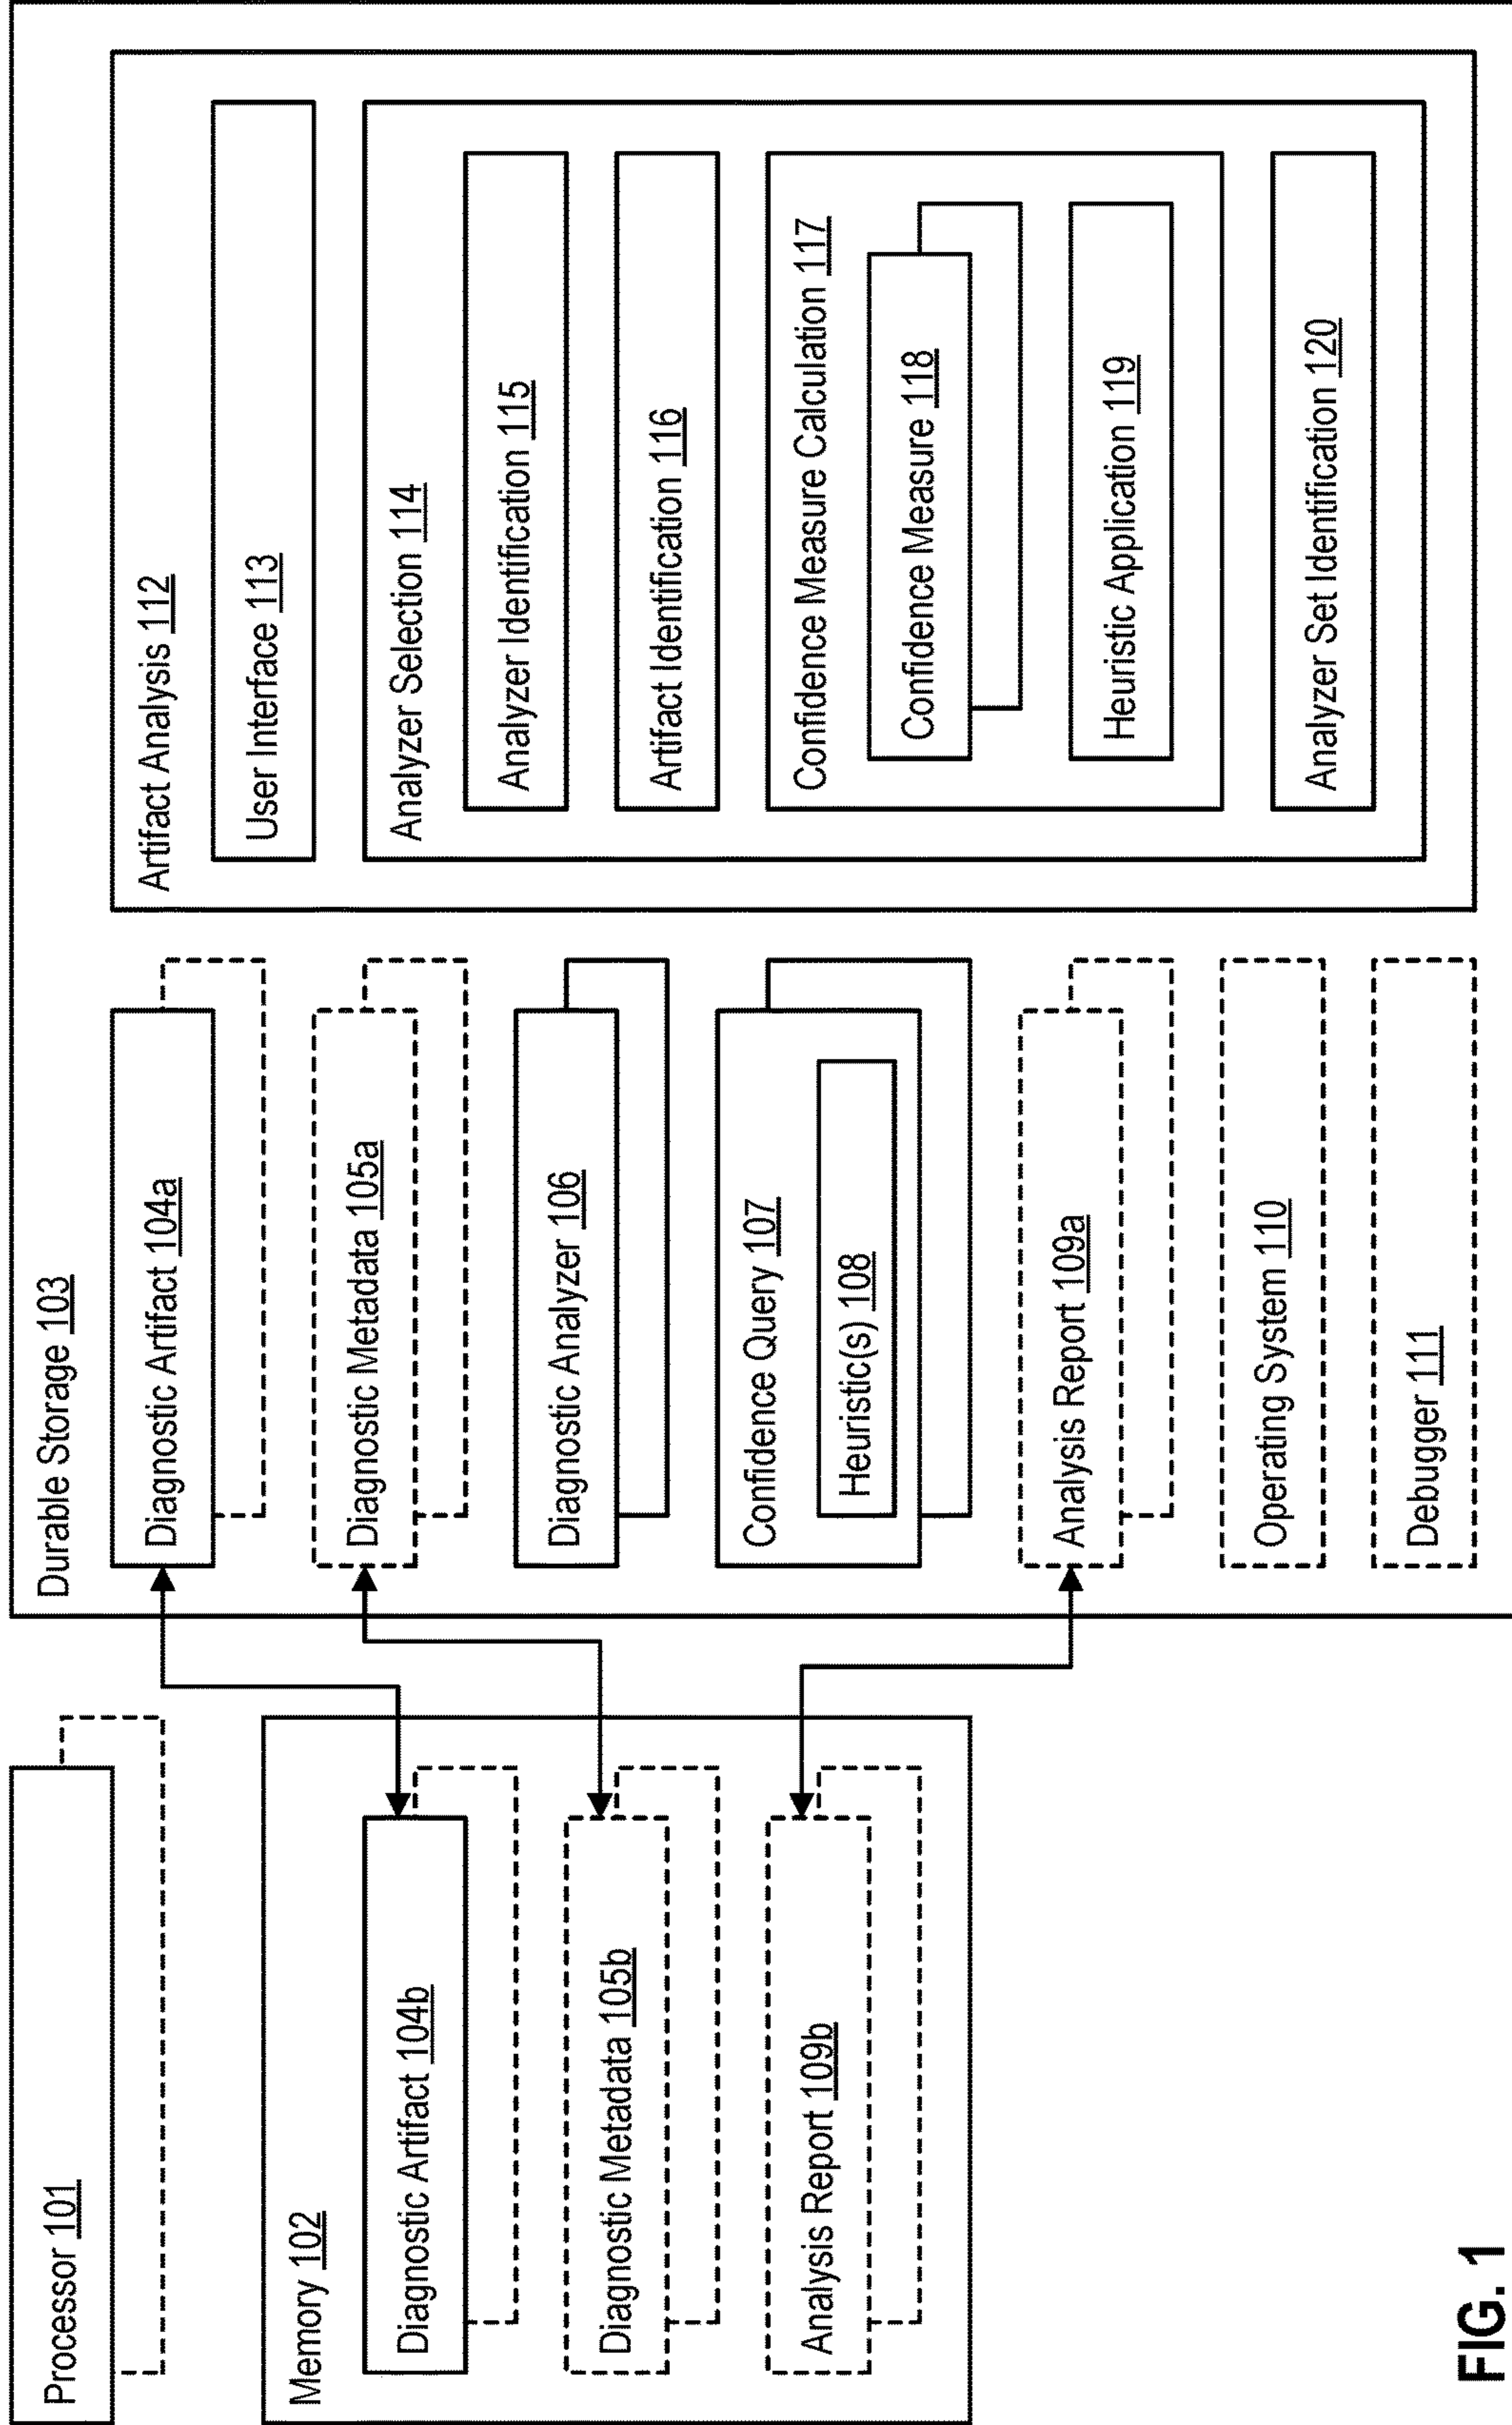 Processor 101
Memory 102
Diagnostic Artifact 104b
Diagnostic Metadata 105b
Analysis Report 109b
Durable Storage 103
Diagnostic Artifact 104a
Diagnostic Metadata 105a
Diagnostic Analyzer 106
Confidence Query 107
Heuristic(s) 108
Analysis Report 109a
Operating System 110
Debugger 111
Artifact Analysis 112
User Interface 113
Analyzer Selection 114
Analyzer Identification 115
Artifact Identification 116
Confidence Measure Calculation 117
Confidence Measure 118
Heuristic Application 119
Analyzer Set Identification 120
FIG. 1